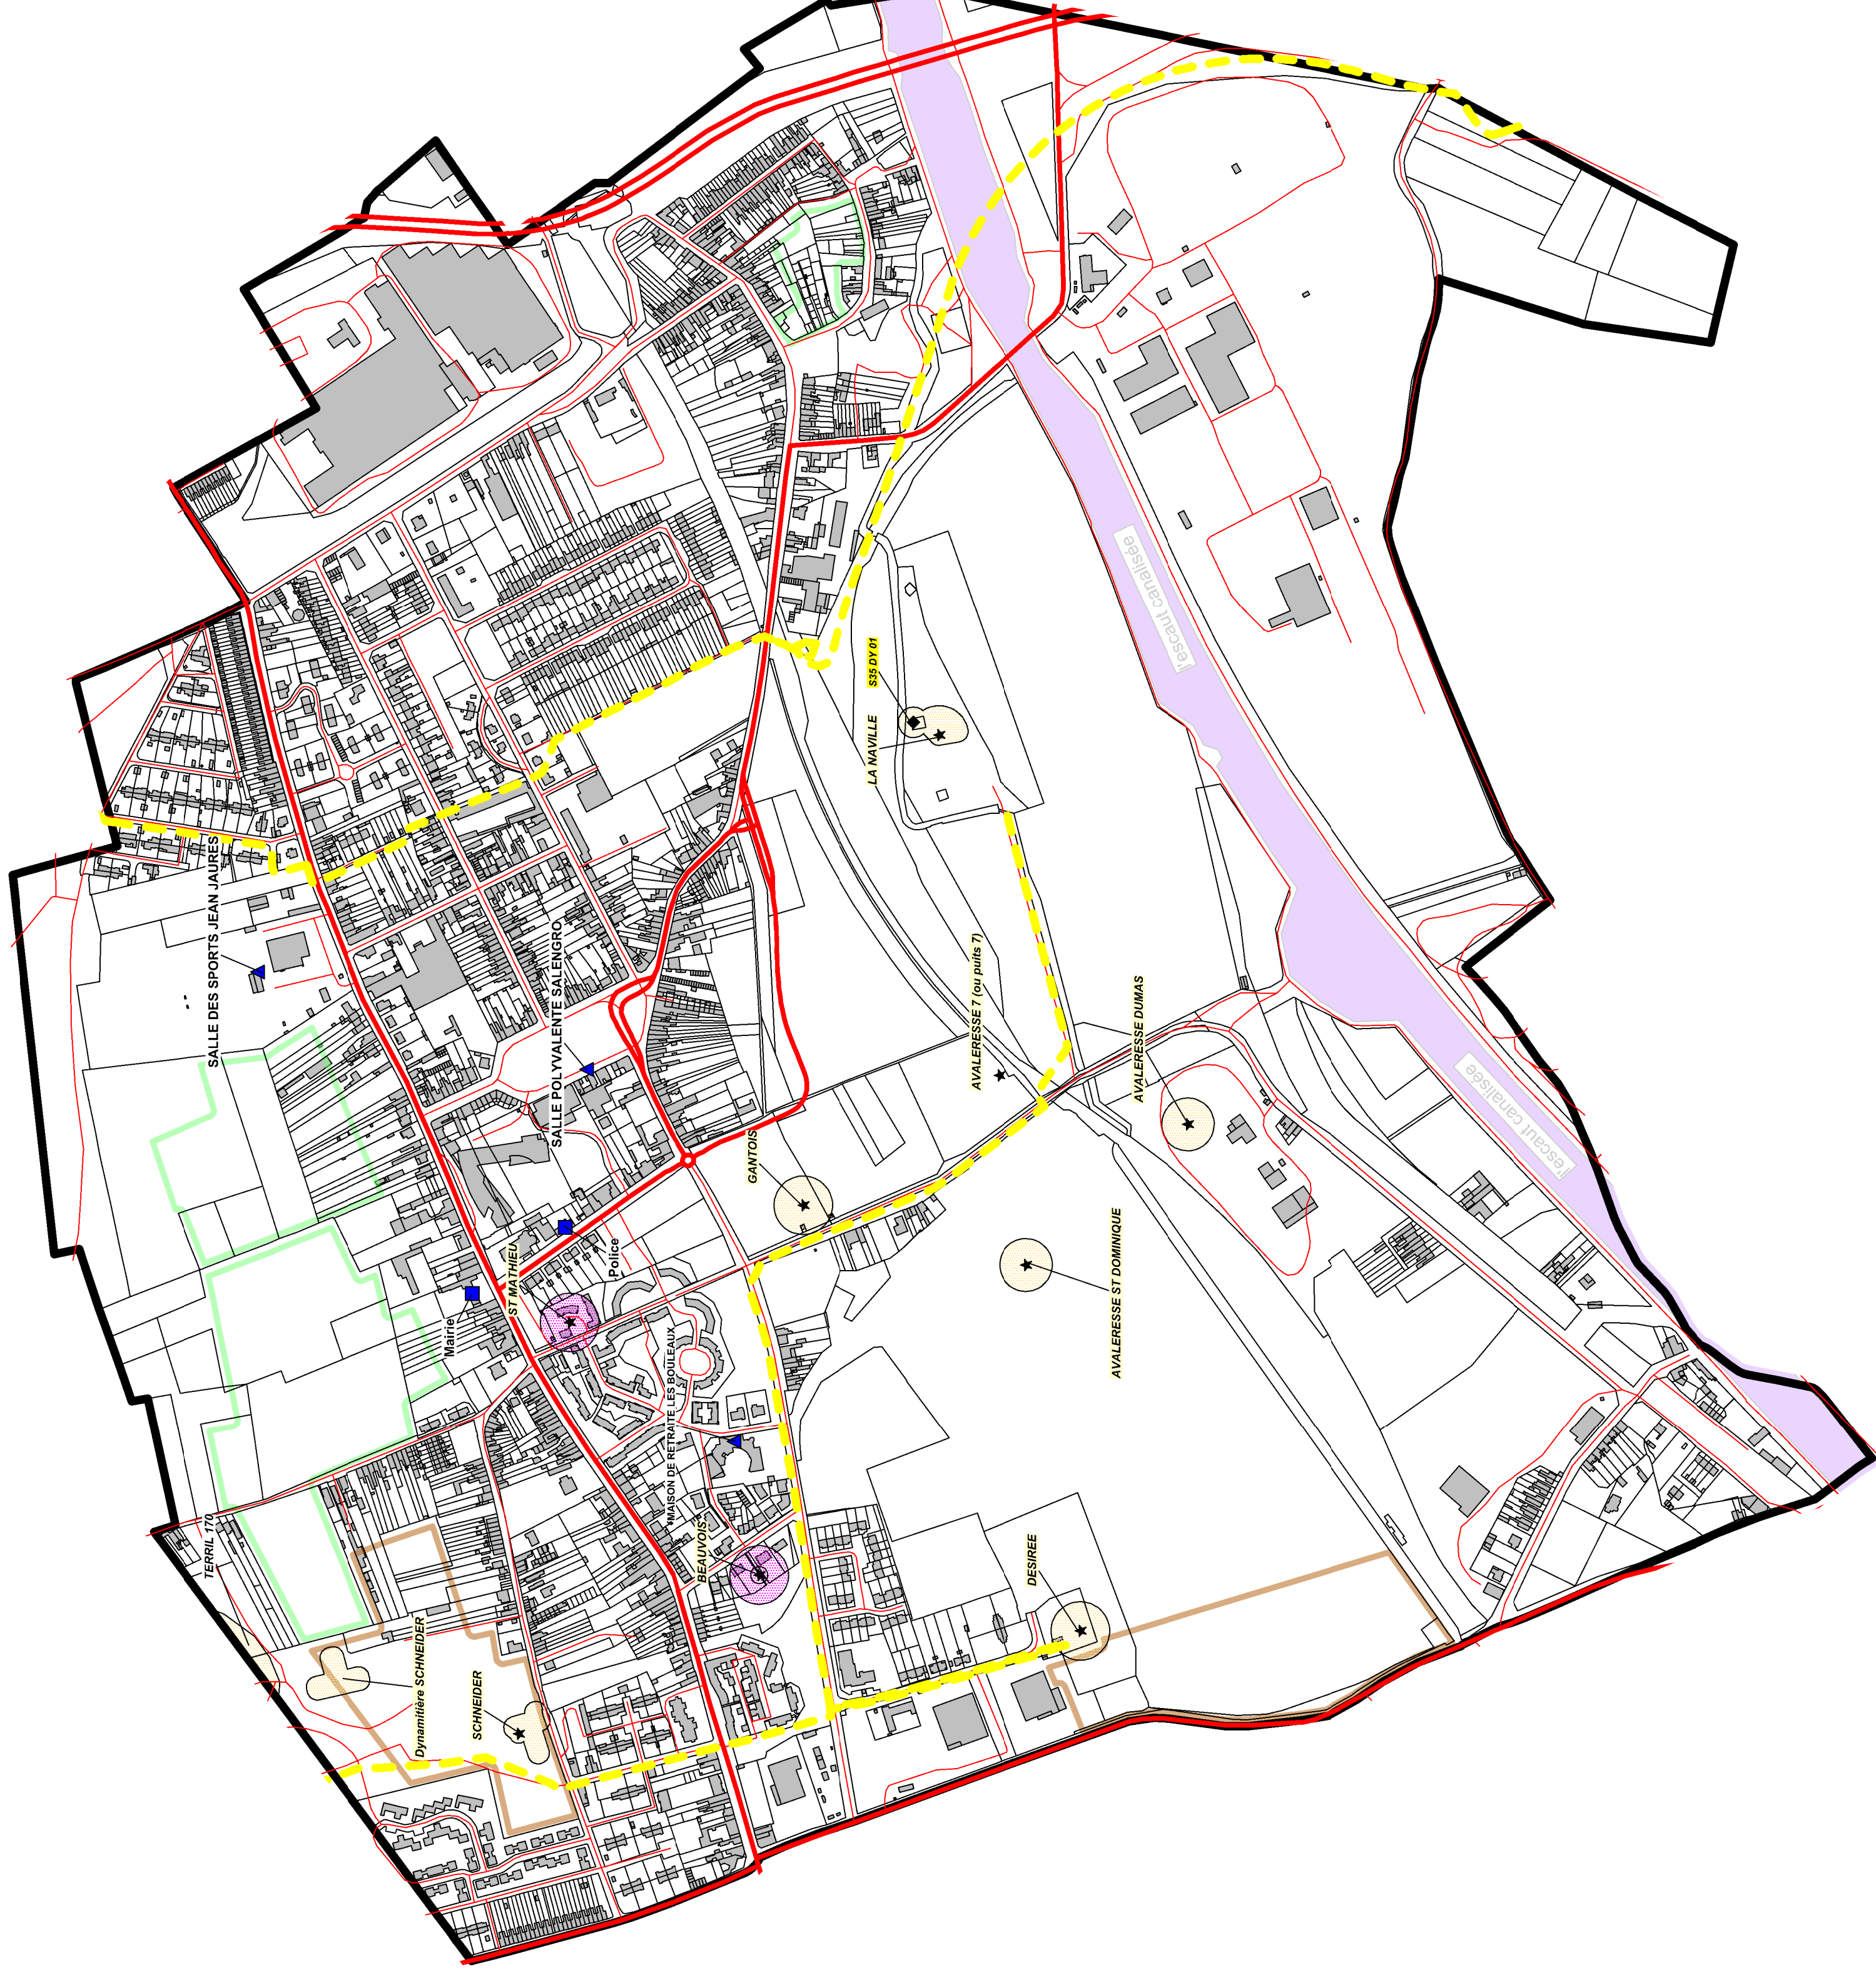 SALLE DES SPORTS JEAN JAURES
SALLE POLYVALENTE SALENGRO
S35 DY 01
LA NAVILLE
l'escaut canalisée
AVALERESSE 7 (ou puits 7)
AVALERESSE DUMAS
l'escaut canalisée
GANTOIS
AVALERESSE ST DOMINIQUE
ST MATHIEU
Police
Mairie
MAISON DE RETRAITE LES BOULEAUX
TERRIL 170
BEAUVOIS
DESIREE
Dynamitière SCHNEIDER
SCHNEIDER